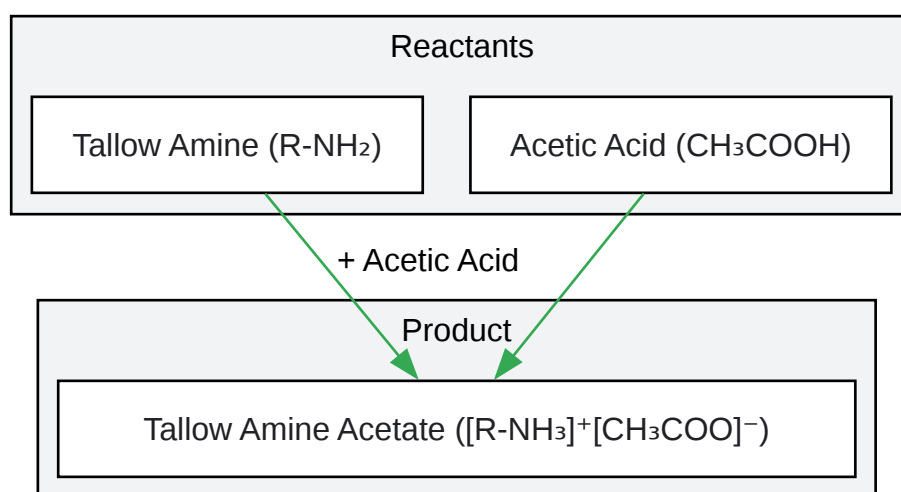 Reactants
Tallow Amine (R-NH₂)
Acetic Acid (CH₃COOH)
+ Acetic Acid
Product
Tallow Amine Acetate ([R-NH₃]⁺[CH₃COO]⁻)